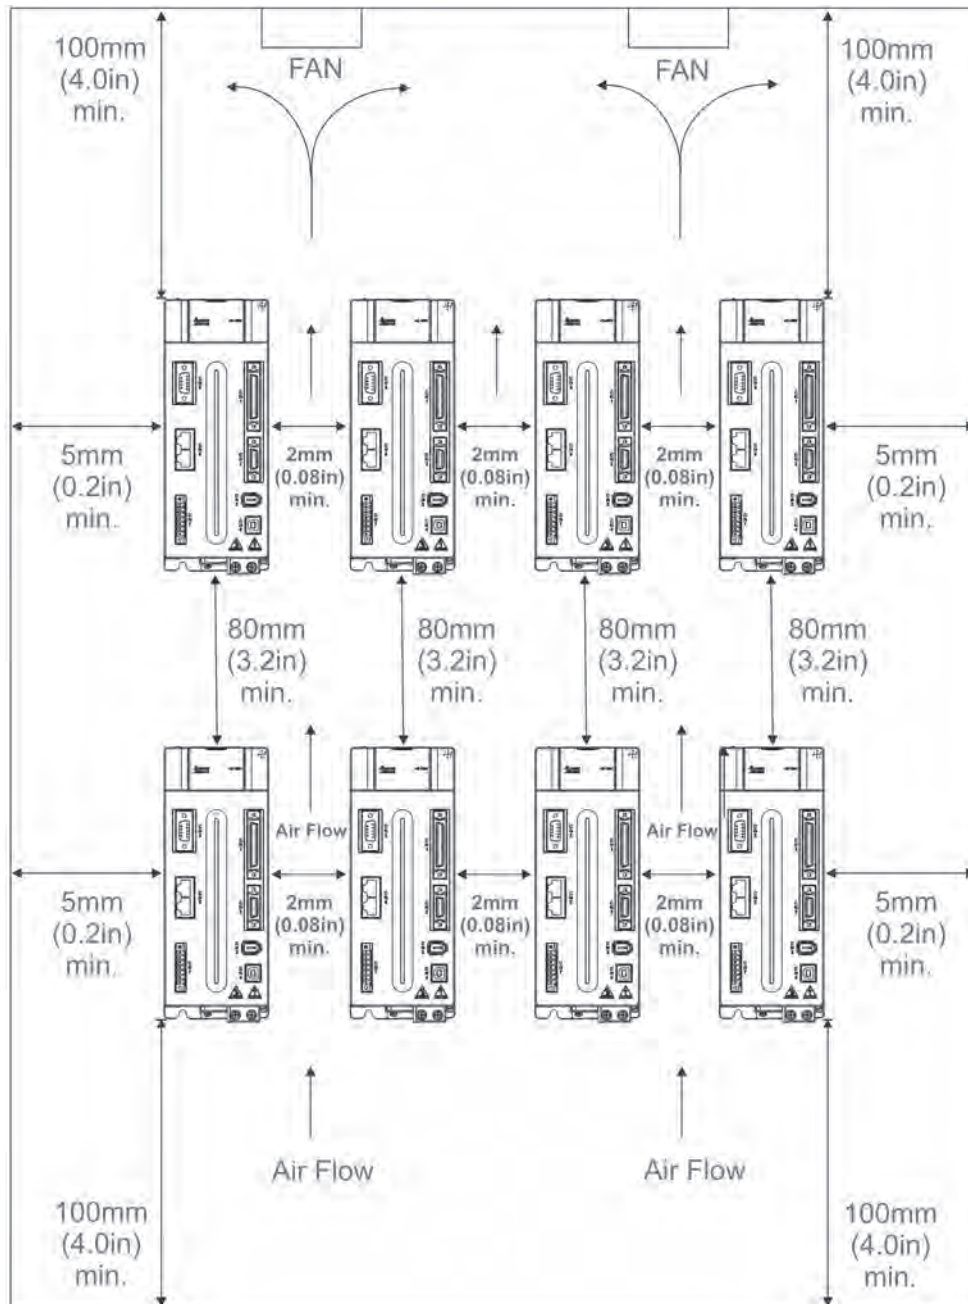 100mm
(4.0in)
min.
FAN
FAN
100mm
(4.0in)
min.
5mm
(0.2in)
min.
2mm
(0.08in)
min.
2mm
(0.08in)
min.
2mm
(0.08in)
min.
5mm
(0.2in)
min.
80mm
(3.2in)
min.
80mm
(3.2in)
min.
80mm
(3.2in)
min.
80mm
(3.2in)
min.
Air Flow
Air Flow
5mm
(0.2in)
min.
2mm
(0.08in)
min.
2mm
(0.08in)
min.
2mm
(0.08in)
min.
5mm
(0.2in)
min.
Air Flow
Air Flow
100mm
(4.0in)
min.
100mm
(4.0in)
min.